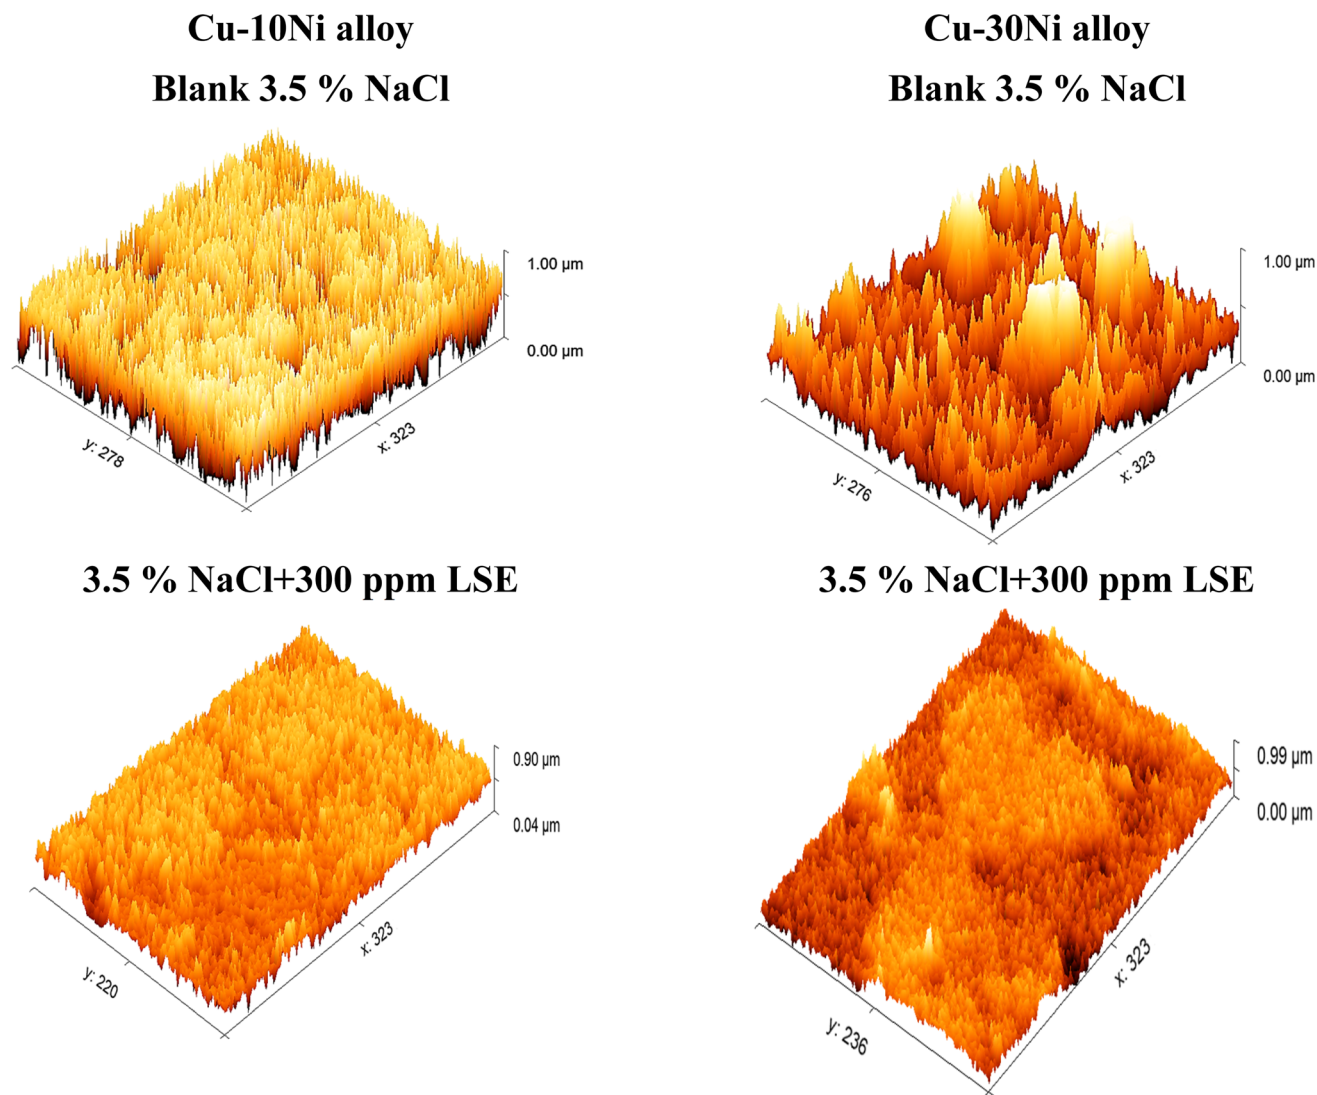 Cu-10Ni alloy
Blank 3.5 % NaCl
1.00 µm
0.00 µm
y: 278
x: 323
Cu-30Ni alloy
Blank 3.5 % NaCl
1.00 µm
0.00 µm
y: 276
x: 323
3.5 % NaCl+300 ppm LSE
0.90 µm
0.04 µm
y: 220
x: 323
3.5 % NaCl+300 ppm LSE
0.99 µm
0.00 µm
y: 236
x: 323